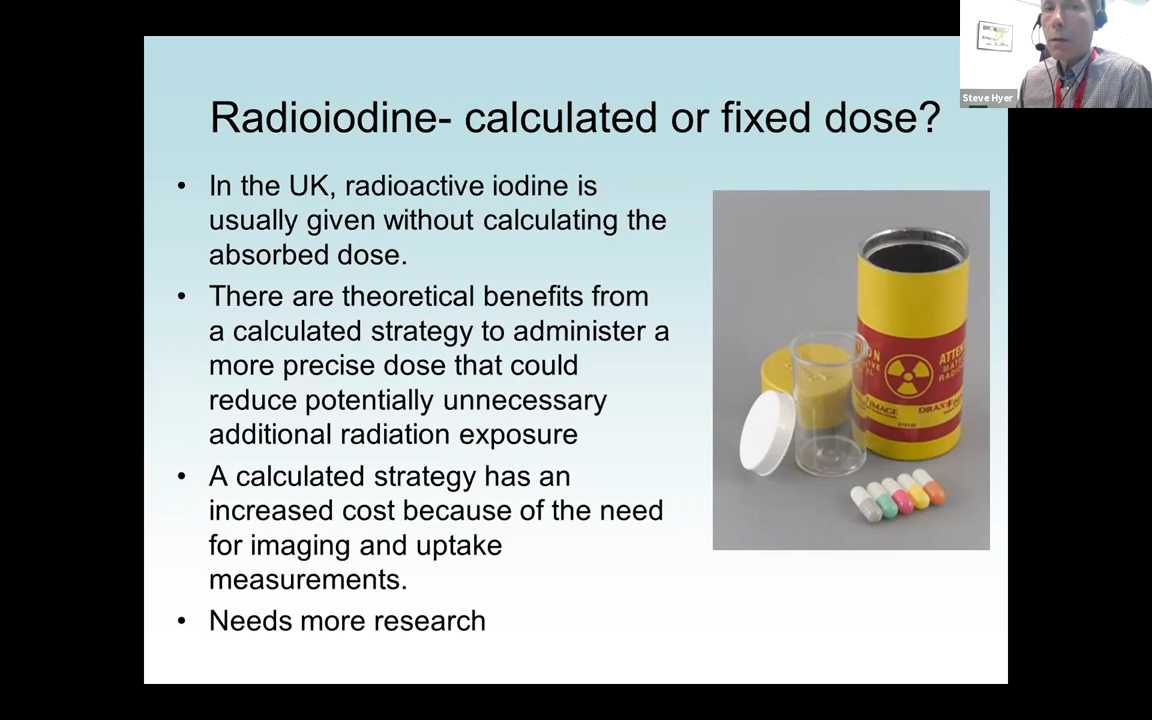 Steve Hyer
Radioiodine- calculated or fixed dose?
• In the UK, radioactive iodine is
usually given without calculating the
absorbed dose.
• There are theoretical benefits from
a calculated strategy to administer a
more precise dose that could
reduce potentially unnecessary
additional radiation exposure
• A calculated strategy has an
increased cost because of the need
for imaging and uptake
measurements.
• Needs more research